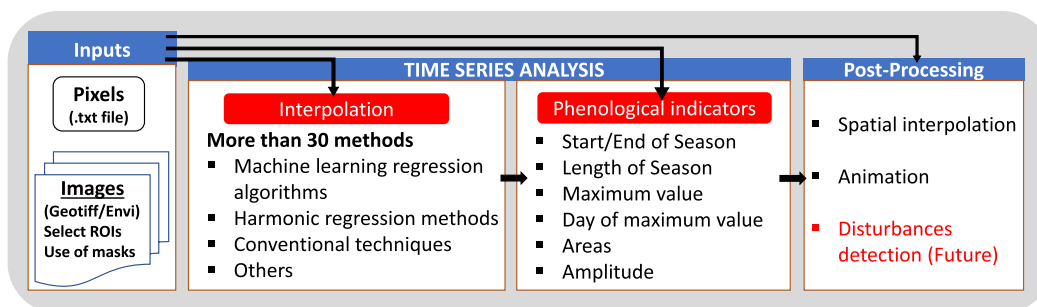 Inputs
Pixels
(.txt file)
Images
(Geotiff/Envi)
Select ROIs
Use of masks
TIME SERIES ANALYSIS
Interpolation
More than 30 methods
▪ Machine learning regression
algorithms
▪ Harmonic regression methods
▪ Conventional techniques
▪ Others
Phenological indicators
▪ Start/End of Season
▪ Length of Season
▪ Maximum value
▪ Day of maximum value
▪ Areas
▪ Amplitude
Post-Processing
▪ Spatial interpolation
▪ Animation
▪ Disturbances
detection (Future)